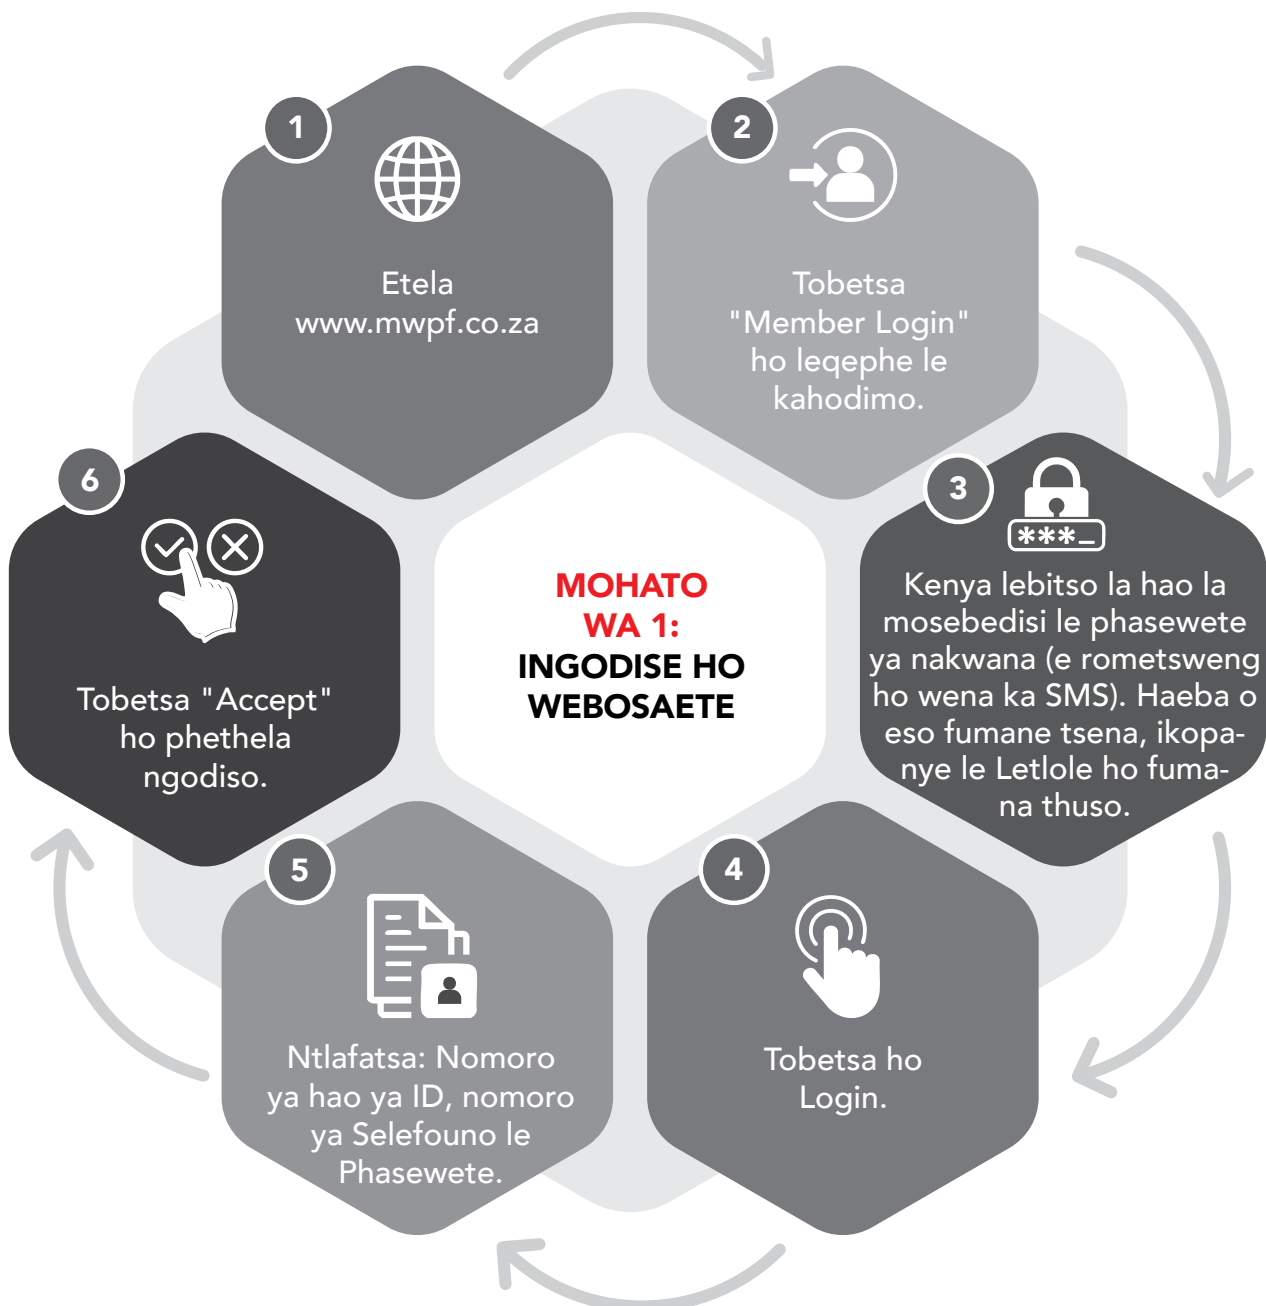 1
Etela
www.mwpf.co.za
2
Tobetsa
"Member Login"
ho leqephe le
kahodimo.
3
***_
Kenya lebitso la hao la
mosebedisi le phasewete
ya nakwana (e rometsweng
ho wena ka SMS). Haeba o
eso fumane tsena, ikopa-
nye le Letlole ho fuma-
na thuso.
4
Tobetsa ho
Login.
5
Ntlafatsa: Nomoro
ya hao ya ID, nomoro
ya Selefouno le
Phasewete.
6
Tobetsa "Accept"
ho phethela
ngodiso.
MOHATO
WA 1:
INGODISE HO
WEBOSAETE